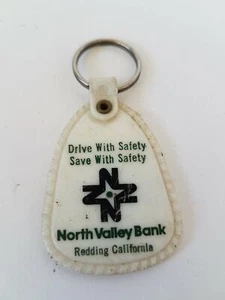 Drive With Safety
Save With Safety
North Valley Bank
Redding California